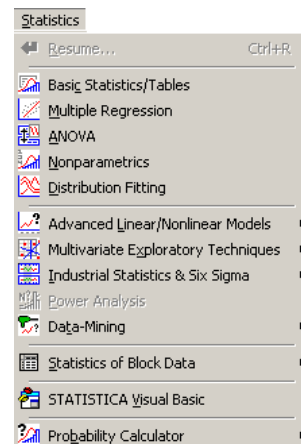 Statistics
Resume... Ctrl+R
Basic Statistics/Tables
Multiple Regression
ANOVA
Nonparametrics
Distribution Fitting
Advanced Linear/Nonlinear Models
Multivariate Exploratory Techniques
Industrial Statistics & Six Sigma
Power Analysis
Data-Mining
Statistics of Block Data
STATISTICA Visual Basic
Probability Calculator